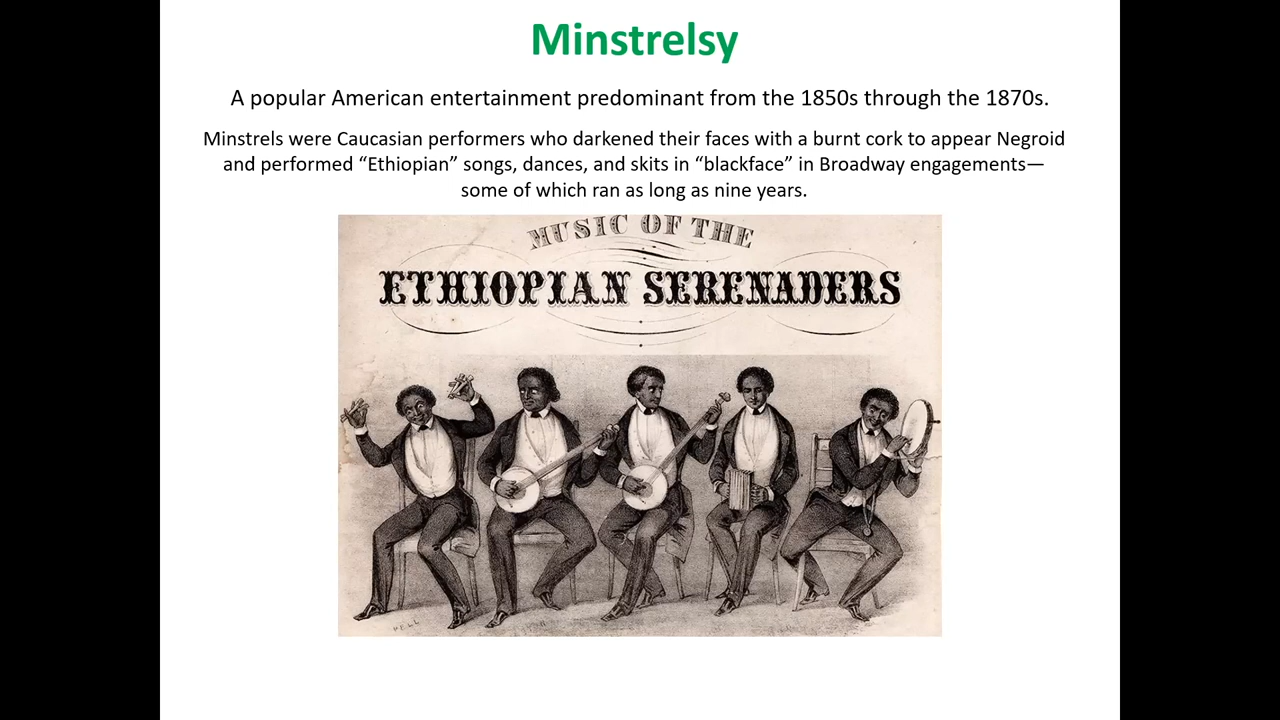 Minstrelsy
A popular American entertainment predominant from the 1850s through the 1870s.
Minstrels were Caucasian performers who darkened their faces with a burnt cork to appear Negroid
and performed “Ethiopian” songs, dances, and skits in “blackface” in Broadway engagements—
some of which ran as long as nine years.
MUSIC OF THE
ETHIOPIAN SERENADERS
PELL